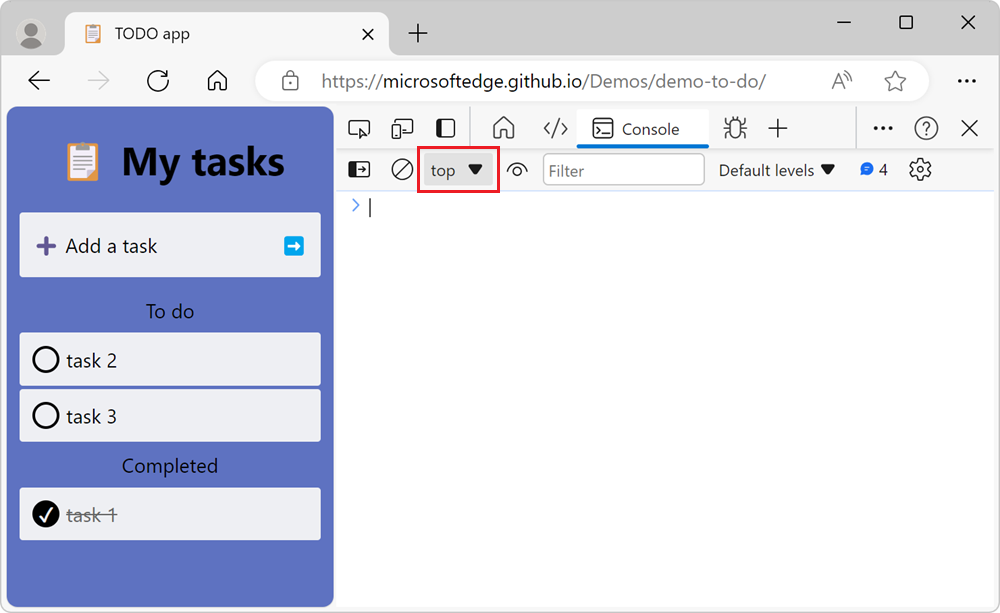 TODO app
https://microsoftedge.github.io/Demos/demo-to-do/
My tasks
Add a task
To do
task 2
task 3
Completed
task 1
Console
top
Filter
Default levels
4